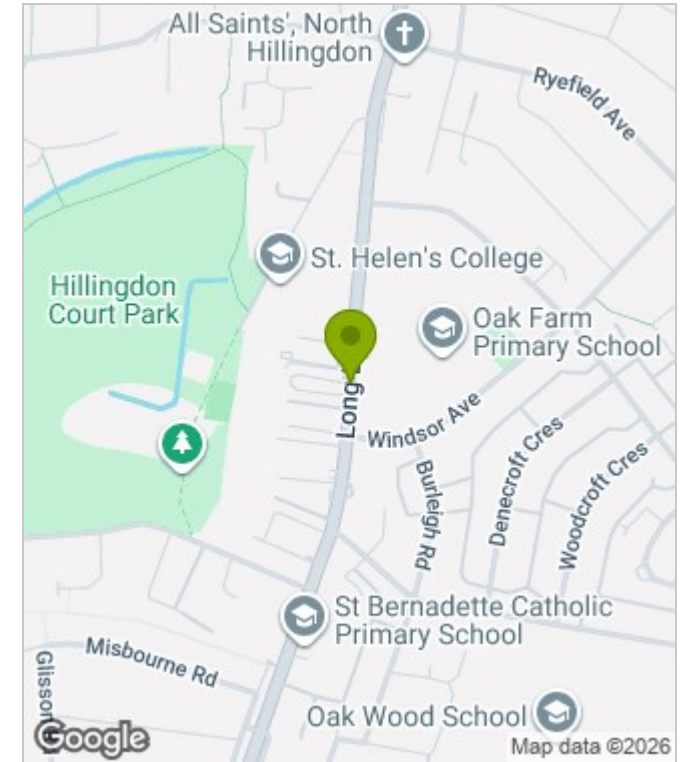 All Saints', North
Hillingdon
Ryefield Ave
St. Helen's College
Hillingdon
Court Park
Oak Farm
Primary School
Long
Windsor Ave
Burleigh Rd
Denecroft Cres
Woodcroft Cres
St Bernadette Catholic
Primary School
Misbourne Rd
Glisson
Oak Wood School
Google
Map data ©2026